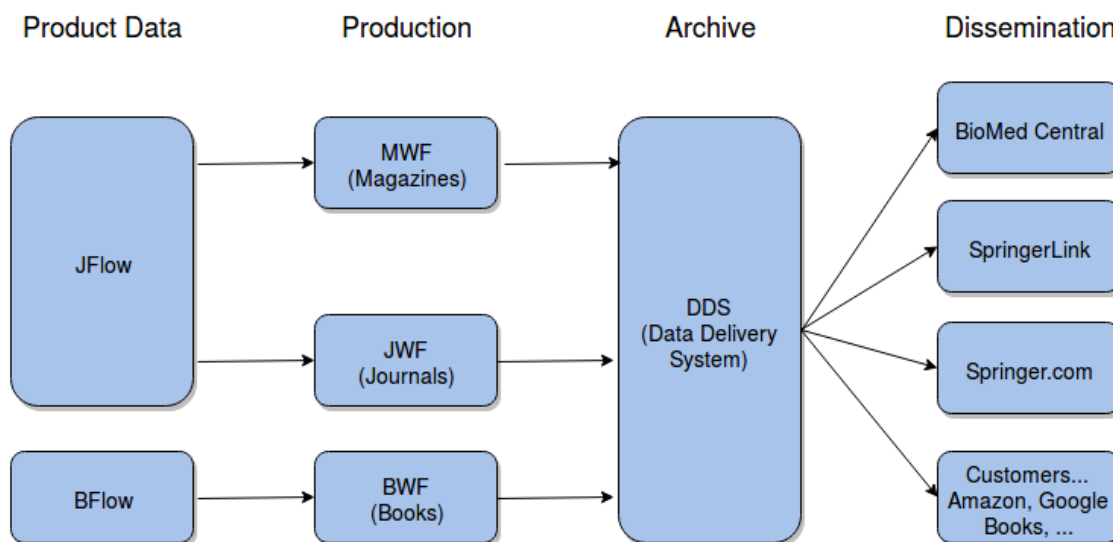 Product Data
Production
Archive
Dissemination
JFlow
BFlow
MWF
(Magazines)
JWF
(Journals)
BWF
(Books)
DDS
(Data Delivery
System)
BioMed Central
SpringerLink
Springer.com
Customers...
Amazon, Google
Books, ...